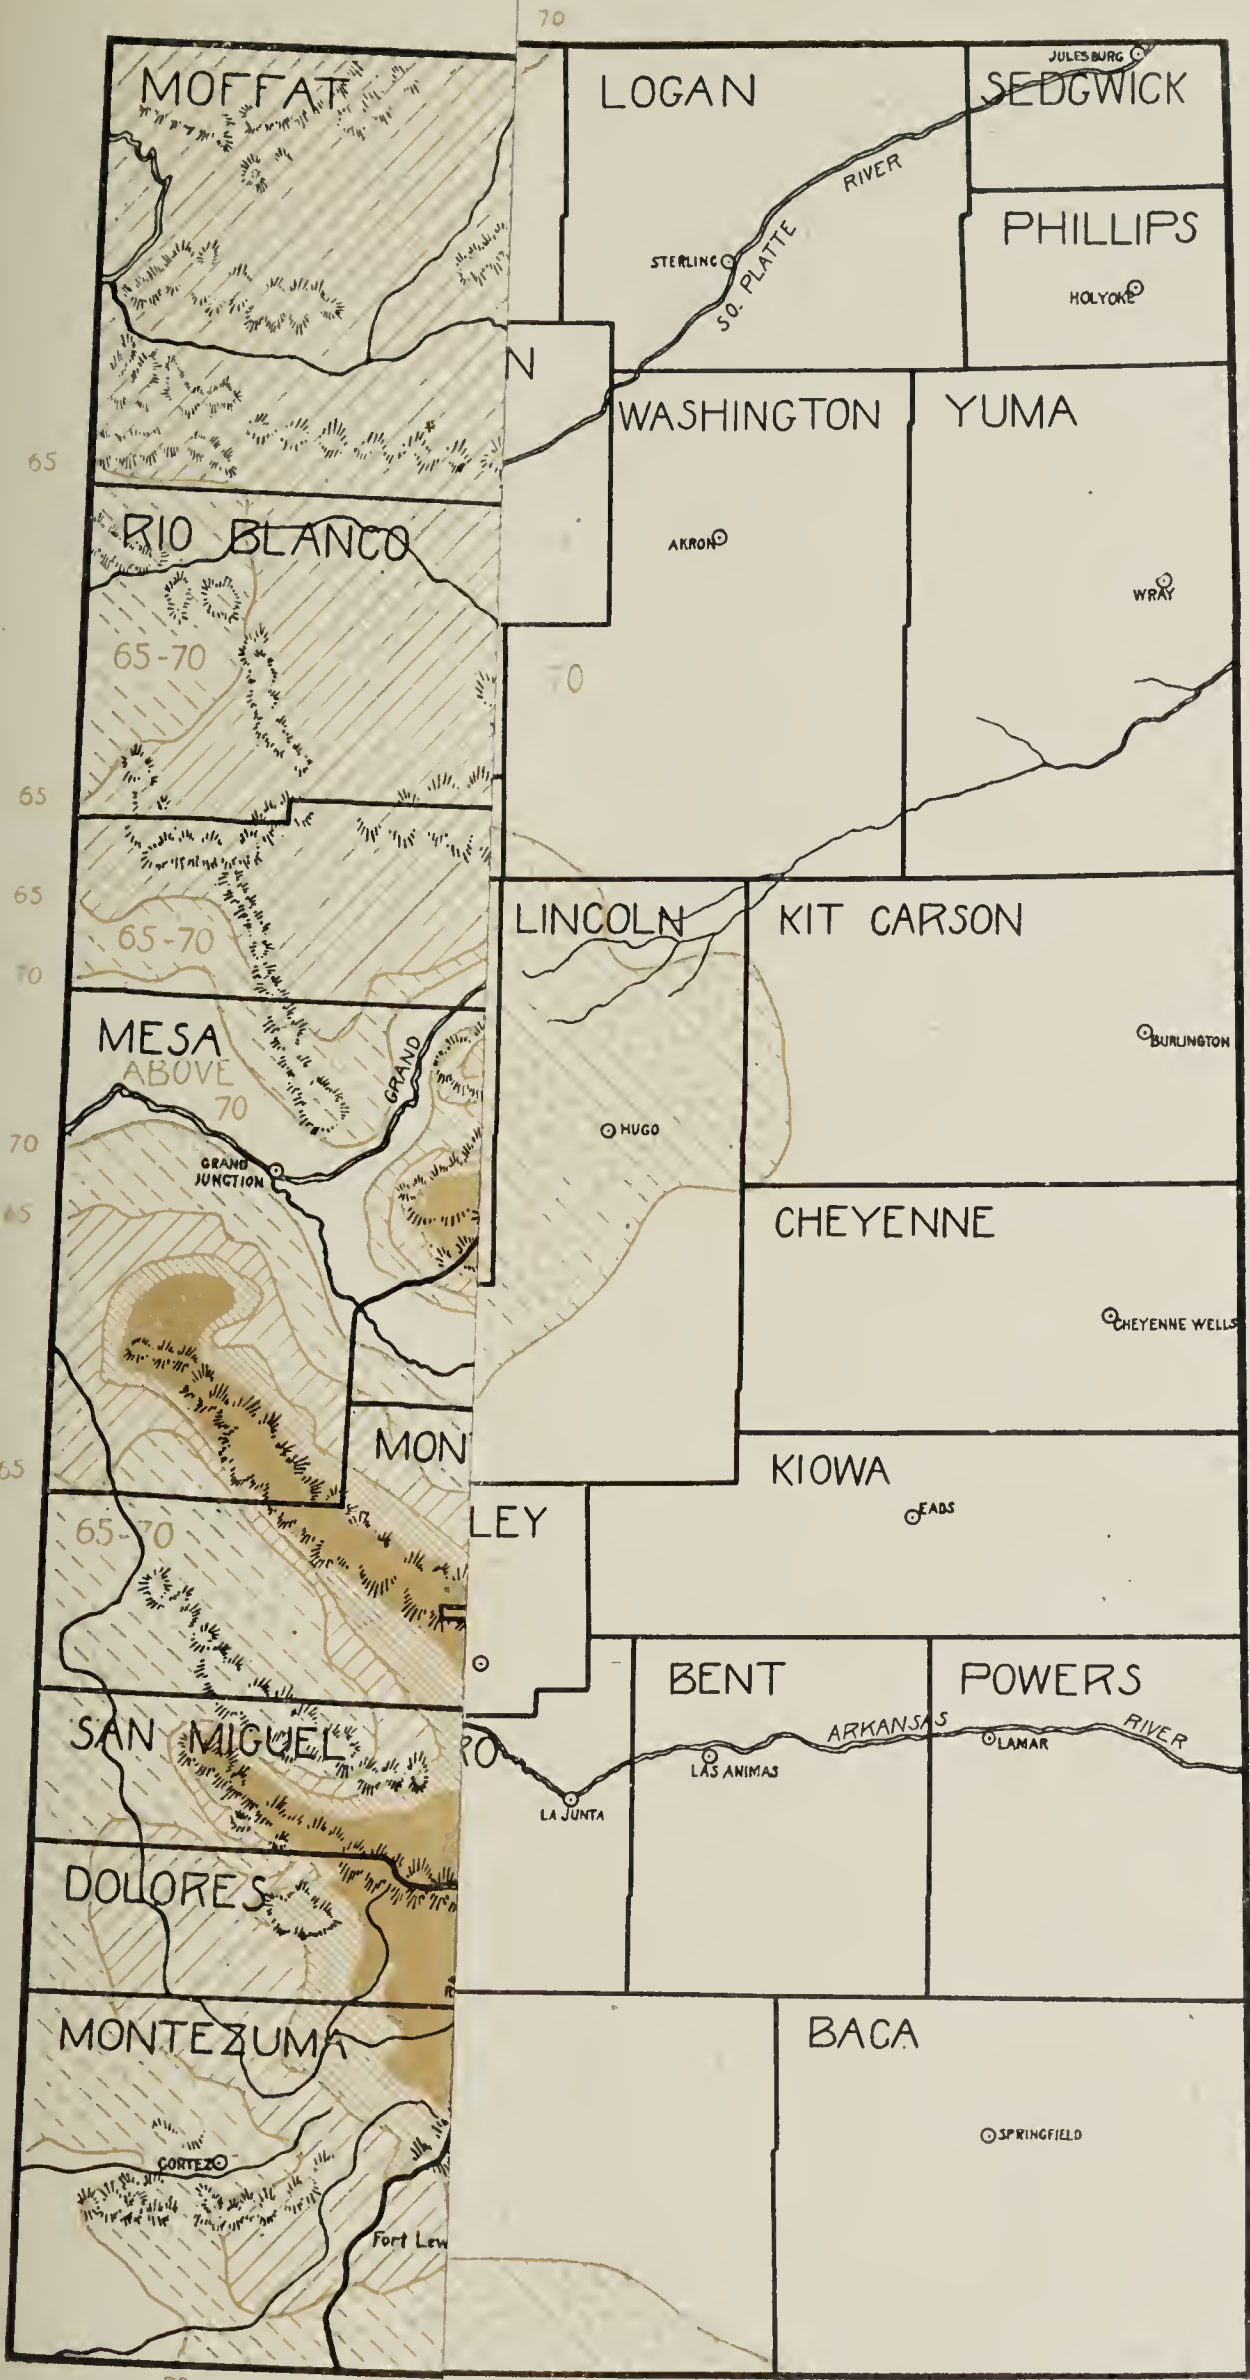 70
MOFFAT
65
RIO BLANCO
65-70
65
65
65-70
70
MESA
ABOVE
70
GRAND
70
GRAND
JUNCTION
65
MON
65
65-70
SAN MIGUEL
DOLORES
MONTEZUMA
CORTEZ
Fort Lew
LOGAN
JULESBURG
SEDGWICK
RIVER
SO. PLATTE
STERLING
PHILLIPS
HOLYOKE
N
WASHINGTON
YUMA
AKRON
WRAY
70
LINCOLN
KIT CARSON
BURLINGTON
HUGO
CHEYENNE
CHEYENNE WELLS
KIOWA
EADS
LEY
BENT
POWERS
RO
ARKANSAS
RIVER
LAS ANIMAS
LAMAR
LA JUNTA
BACA
SPRINGFIELD